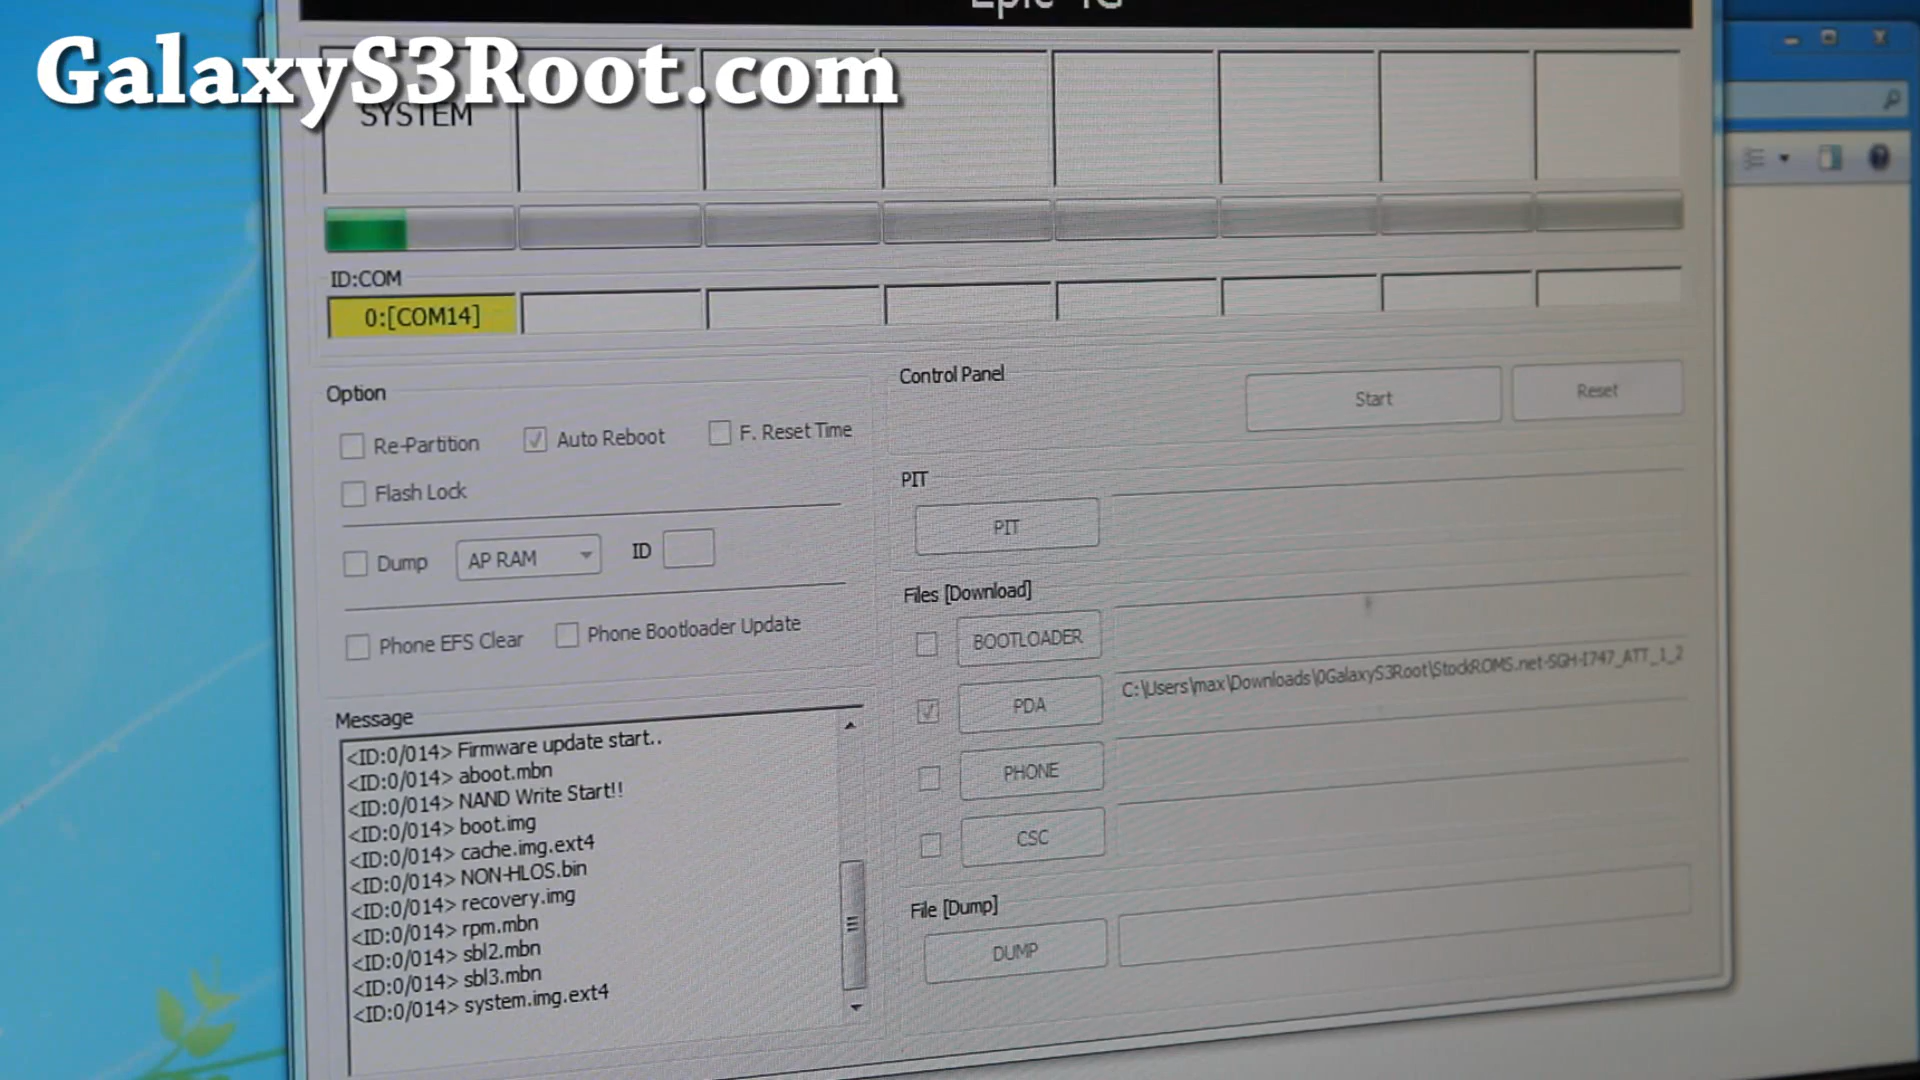 Epic 4G
GalaxyS3Root.com
SYSTEM
ID:COM
0:[COM14]
Option
Re-Partition
Auto Reboot
F. Reset Time
Flash Lock
Dump
AP RAM
ID
Phone EFS Clear
Phone Bootloader Update
Message
<ID:0/014> Firmware update start..
<ID:0/014> aboot.mbn
<ID:0/014> NAND Write Start!!
<ID:0/014> boot.img
<ID:0/014> cache.img.ext4
<ID:0/014> NON-HLOS.bin
<ID:0/014> recovery.img
<ID:0/014> rpm.mbn
<ID:0/014> sbl2.mbn
<ID:0/014> sbl3.mbn
<ID:0/014> system.img.ext4
Control Panel
Start
Reset
PIT
PIT
Files [Download]
BOOTLOADER
PDA
C:\Users\max\Downloads\0GalaxyS3Root\StockROMS.net-SGH-I747_ATT_1_2
PHONE
CSC
File [Dump]
DUMP